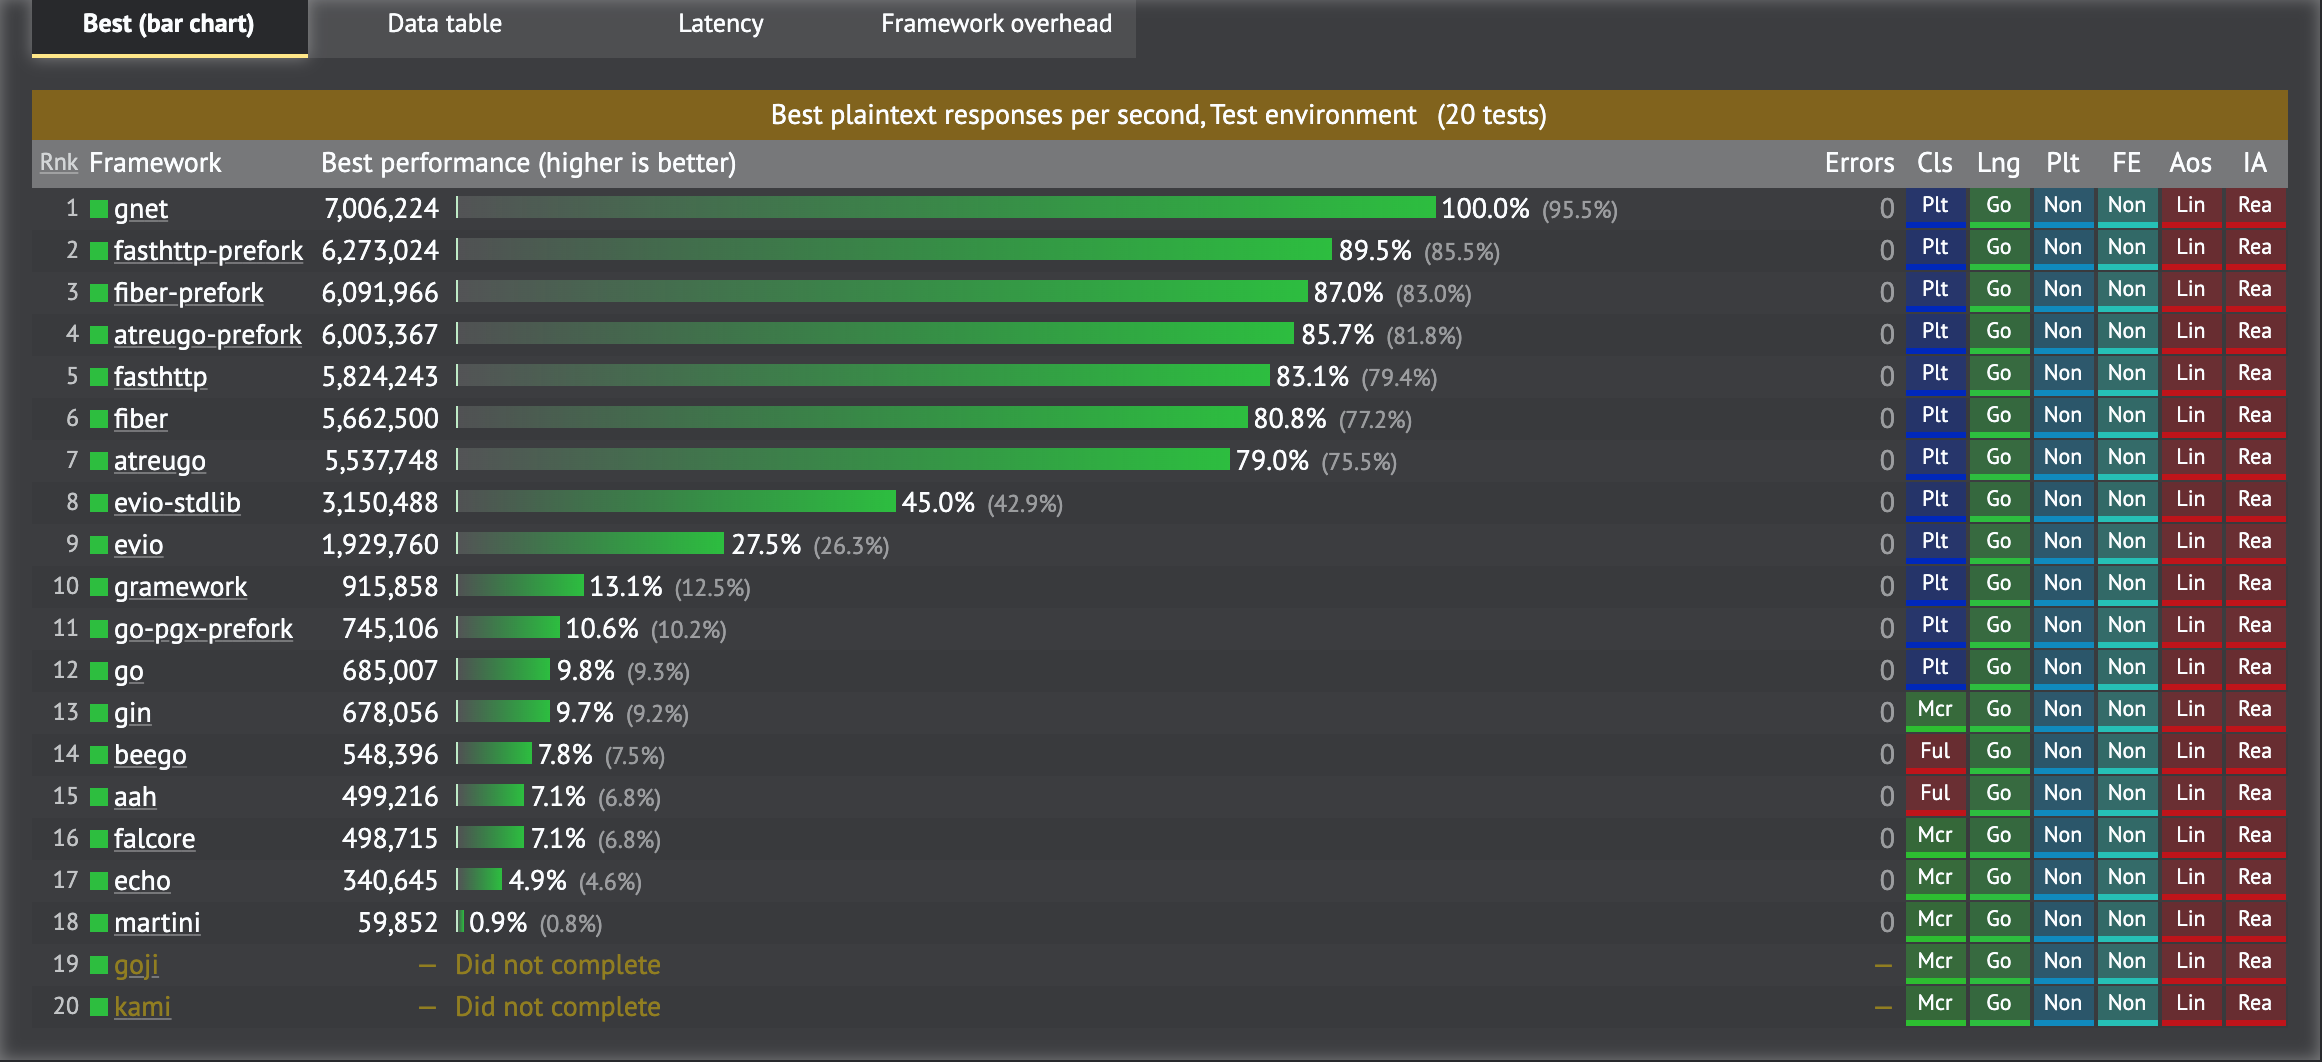 Best (bar chart) Data table Latency Framework overhead
Best plaintext responses per second, Test environment (20 tests)
Rnk Framework Best performance (higher is better) Errors Cls Lng Plt FE Aos IA
1 gnet 7,006,224 100.0% (95.5%) 0 Plt Go Non Non Lin Rea
2 fasthttp-prefork 6,273,024 89.5% (85.5%) 0 Plt Go Non Non Lin Rea
3 fiber-prefork 6,091,966 87.0% (83.0%) 0 Plt Go Non Non Lin Rea
4 atreugo-prefork 6,003,367 85.7% (81.8%) 0 Plt Go Non Non Lin Rea
5 fasthttp 5,824,243 83.1% (79.4%) 0 Plt Go Non Non Lin Rea
6 fiber 5,662,500 80.8% (77.2%) 0 Plt Go Non Non Lin Rea
7 atreugo 5,537,748 79.0% (75.5%) 0 Plt Go Non Non Lin Rea
8 evio-stdlib 3,150,488 45.0% (42.9%) 0 Plt Go Non Non Lin Rea
9 evio 1,929,760 27.5% (26.3%) 0 Plt Go Non Non Lin Rea
10 gramework 915,858 13.1% (12.5%) 0 Plt Go Non Non Lin Rea
11 go-pgx-prefork 745,106 10.6% (10.2%) 0 Plt Go Non Non Lin Rea
12 go 685,007 9.8% (9.3%) 0 Plt Go Non Non Lin Rea
13 gin 678,056 9.7% (9.2%) 0 Mcr Go Non Non Lin Rea
14 beego 548,396 7.8% (7.5%) 0 Ful Go Non Non Lin Rea
15 aah 499,216 7.1% (6.8%) 0 Ful Go Non Non Lin Rea
16 falcore 498,715 7.1% (6.8%) 0 Mcr Go Non Non Lin Rea
17 echo 340,645 4.9% (4.6%) 0 Mcr Go Non Non Lin Rea
18 martini 59,852 0.9% (0.8%) 0 Mcr Go Non Non Lin Rea
19 goji — Did not complete — Mcr Go Non Non Lin Rea
20 kami — Did not complete — Mcr Go Non Non Lin Rea